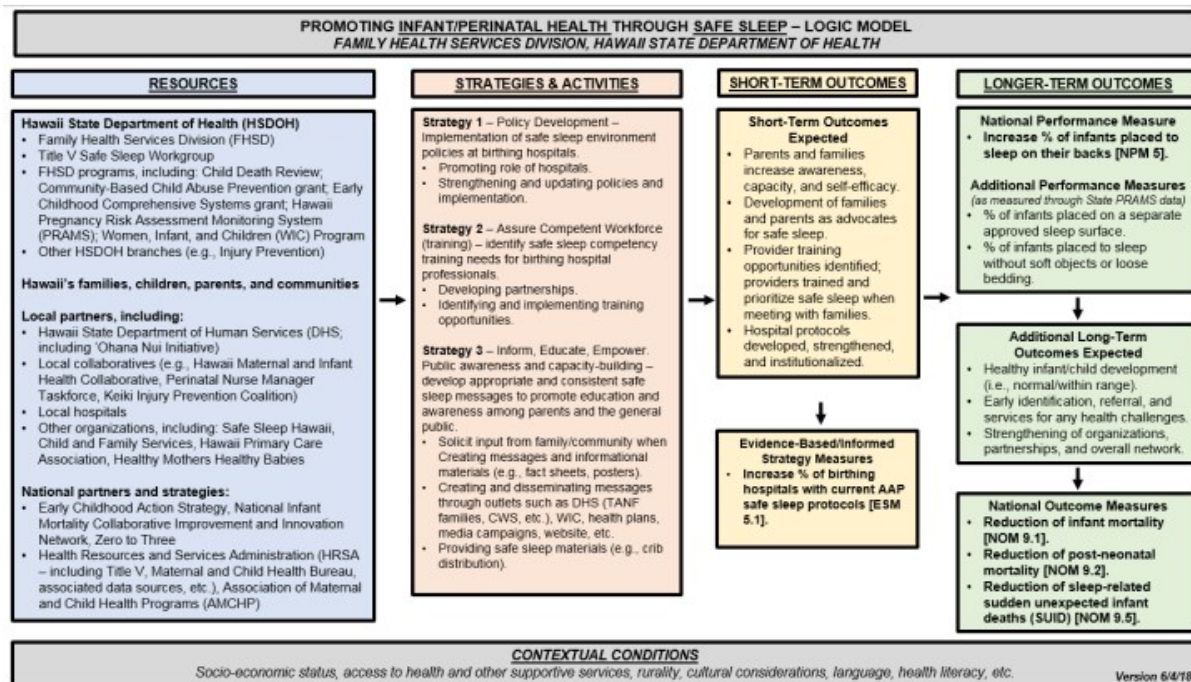 PROMOTING INFANT/PERINATAL HEALTH THROUGH SAFE SLEEP – LOGIC MODEL
FAMILY HEALTH SERVICES DIVISION, HAWAII STATE DEPARTMENT OF HEALTH
RESOURCES
Hawaii State Department of Health (HSDOH)
• Family Health Services Division (FHSD)
• Title V Safe Sleep Workgroup
• FHSD programs, including: Child Death Review;
Community-Based Child Abuse Prevention grant; Early
Childhood Comprehensive Systems grant; Hawaii
Pregnancy Risk Assessment Monitoring System
(PRAMS); Women, Infant, and Children (WIC) Program
• Other HSDOH branches (e.g., Injury Prevention)
Hawaii's families, children, parents, and communities
Local partners, including:
• Hawaii State Department of Human Services (DHS;
including 'Ohana Nui Initiative)
• Local collaboratives (e.g., Hawaii Maternal and Infant
Health Collaborative, Perinatal Nurse Manager
Taskforce, Keiki Injury Prevention Coalition)
• Local hospitals
• Other organizations, including: Safe Sleep Hawaii,
Child and Family Services, Hawaii Primary Care
Association, Healthy Mothers Healthy Babies
National partners and strategies:
• Early Childhood Action Strategy, National Infant
Mortality Collaborative Improvement and Innovation
Network, Zero to Three
• Health Resources and Services Administration (HRSA
– including Title V, Maternal and Child Health Bureau,
associated data sources, etc.), Association of Maternal
and Child Health Programs (AMCHP)
STRATEGIES & ACTIVITIES
Strategy 1 – Policy Development –
Implementation of safe sleep environment
policies at birthing hospitals.
• Promoting role of hospitals.
• Strengthening and updating policies and
implementation.
Strategy 2 – Assure Competent Workforce
(training) – identify safe sleep competency
training needs for birthing hospital
professionals.
• Developing partnerships.
• Identifying and implementing training
opportunities.
Strategy 3 – Inform, Educate, Empower.
Public awareness and capacity-building –
develop appropriate and consistent safe
sleep messages to promote education and
awareness among parents and the general
public.
• Solicit input from family/community when
Creating messages and informational
materials (e.g., fact sheets, posters).
• Creating and disseminating messages
through outlets such as DHS (TANF
families, CWS, etc.), WIC, health plans,
media campaigns, website, etc.
• Providing safe sleep materials (e.g., crib
distribution).
SHORT-TERM OUTCOMES
Short-Term Outcomes
Expected
• Parents and families
increase awareness,
capacity, and self-efficacy.
• Development of families
and parents as advocates
for safe sleep.
• Provider training
opportunities identified;
providers trained and
prioritize safe sleep when
meeting with families.
• Hospital protocols
developed, strengthened,
and institutionalized.
Evidence-Based/Informed
Strategy Measures
• Increase % of birthing
hospitals with current AAP
safe sleep protocols [ESM
5.1].
LONGER-TERM OUTCOMES
National Performance Measure
• Increase % of infants placed to
sleep on their backs [NPM 5].
Additional Performance Measures
(as measured through State PRAMS data)
• % of infants placed on a separate
approved sleep surface.
• % of infants placed to sleep
without soft objects or loose
bedding.
Additional Long-Term
Outcomes Expected
• Healthy infant/child development
(i.e., normal/within range).
• Early identification, referral, and
services for any health challenges.
• Strengthening of organizations,
partnerships, and overall network.
National Outcome Measures
• Reduction of infant mortality
[NOM 9.1].
• Reduction of post-neonatal
mortality [NOM 9.2].
• Reduction of sleep-related
sudden unexpected infant
deaths (SUID) [NOM 9.5].
CONTEXTUAL CONDITIONS
Socio-economic status, access to health and other supportive services, rurality, cultural considerations, language, health literacy, etc.
Version 6/4/18